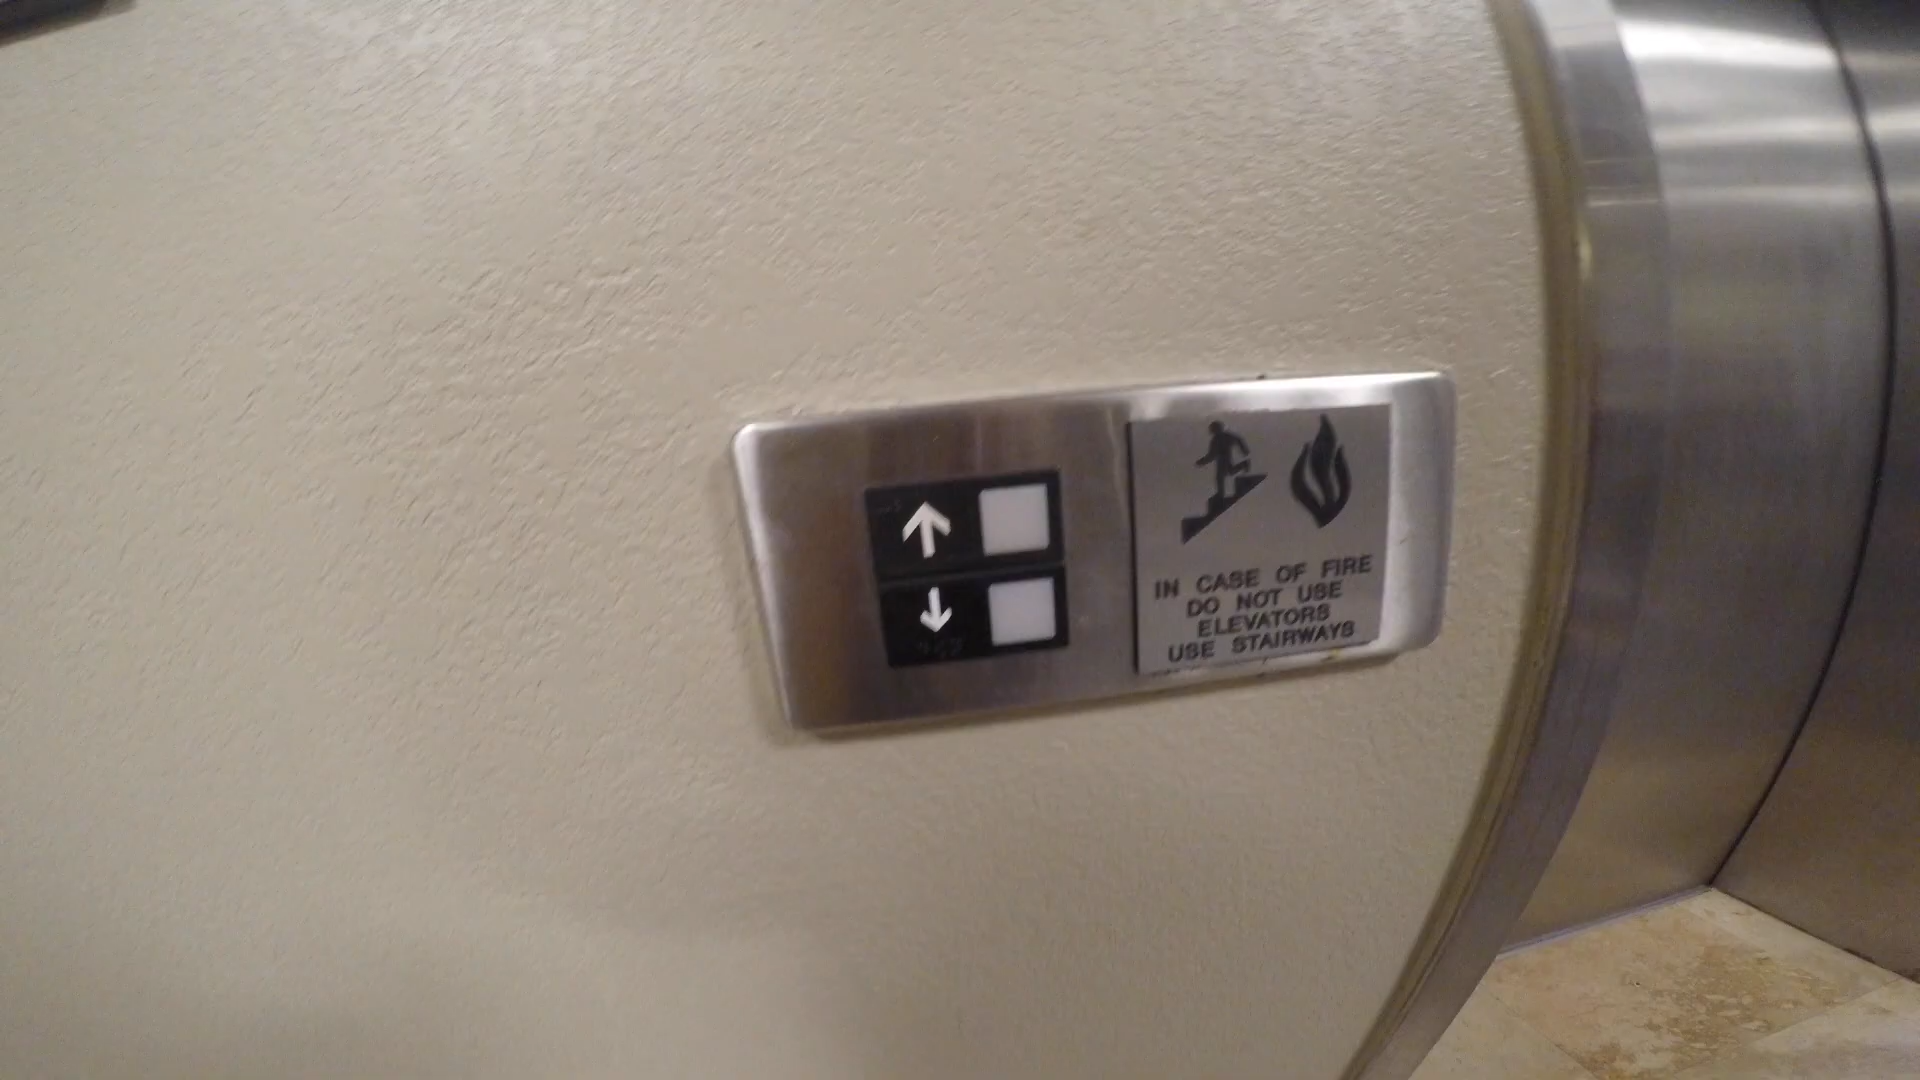 IN CASE OF FIRE
DO NOT USE
ELEVATORS
USE STAIRWAYS